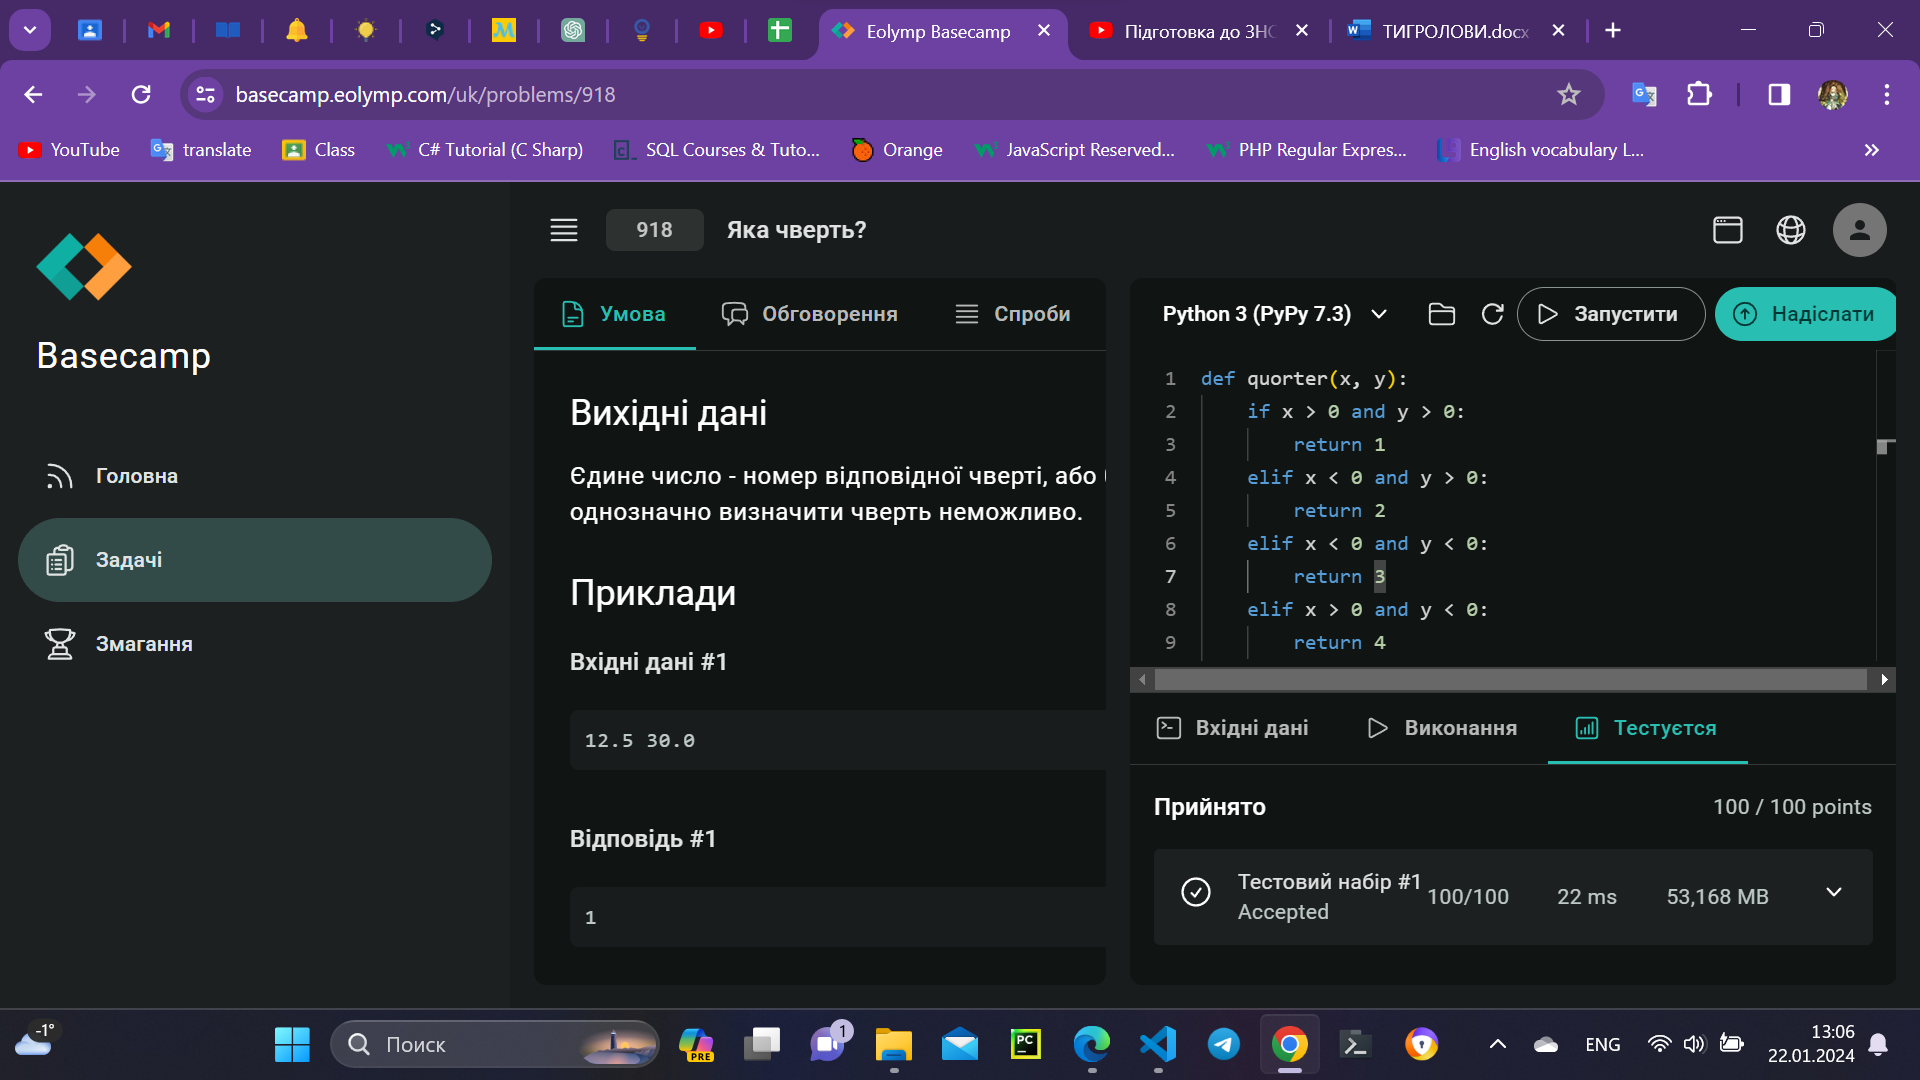 Eolymp Basecamp
Підготовка до ЗНО
ТИГРОЛОВИ.docx
basecamp.eolymp.com/uk/problems/918
YouTube
translate
Class
C# Tutorial (C Sharp)
SQL Courses & Tuto...
Orange
JavaScript Reserved...
PHP Regular Expres...
English vocabulary L...
Basecamp
Головна
Задачі
Змагання
918
Яка чверть?
Умова
Обговорення
Спроби
Вихідні дані
Єдине число - номер відповідної чверті, або
однозначно визначити чверть неможливо.
Приклади
Вхідні дані #1
12.5 30.0
Відповідь #1
1
Python 3 (PyPy 7.3)
Запустити
Надіслати
1 def quorter(x, y):
2 if x > 0 and y > 0:
3 return 1
4 elif x < 0 and y > 0:
5 return 2
6 elif x < 0 and y < 0:
7 return 3
8 elif x > 0 and y < 0:
9 return 4
Вхідні дані
Виконання
Тестуєтся
Прийнято
100 / 100 points
Тестовий набір #1
Accepted
100/100
22 ms
53,168 MB
-1°
Поиск
PRE
1
PC
ENG
13:06
22.01.2024